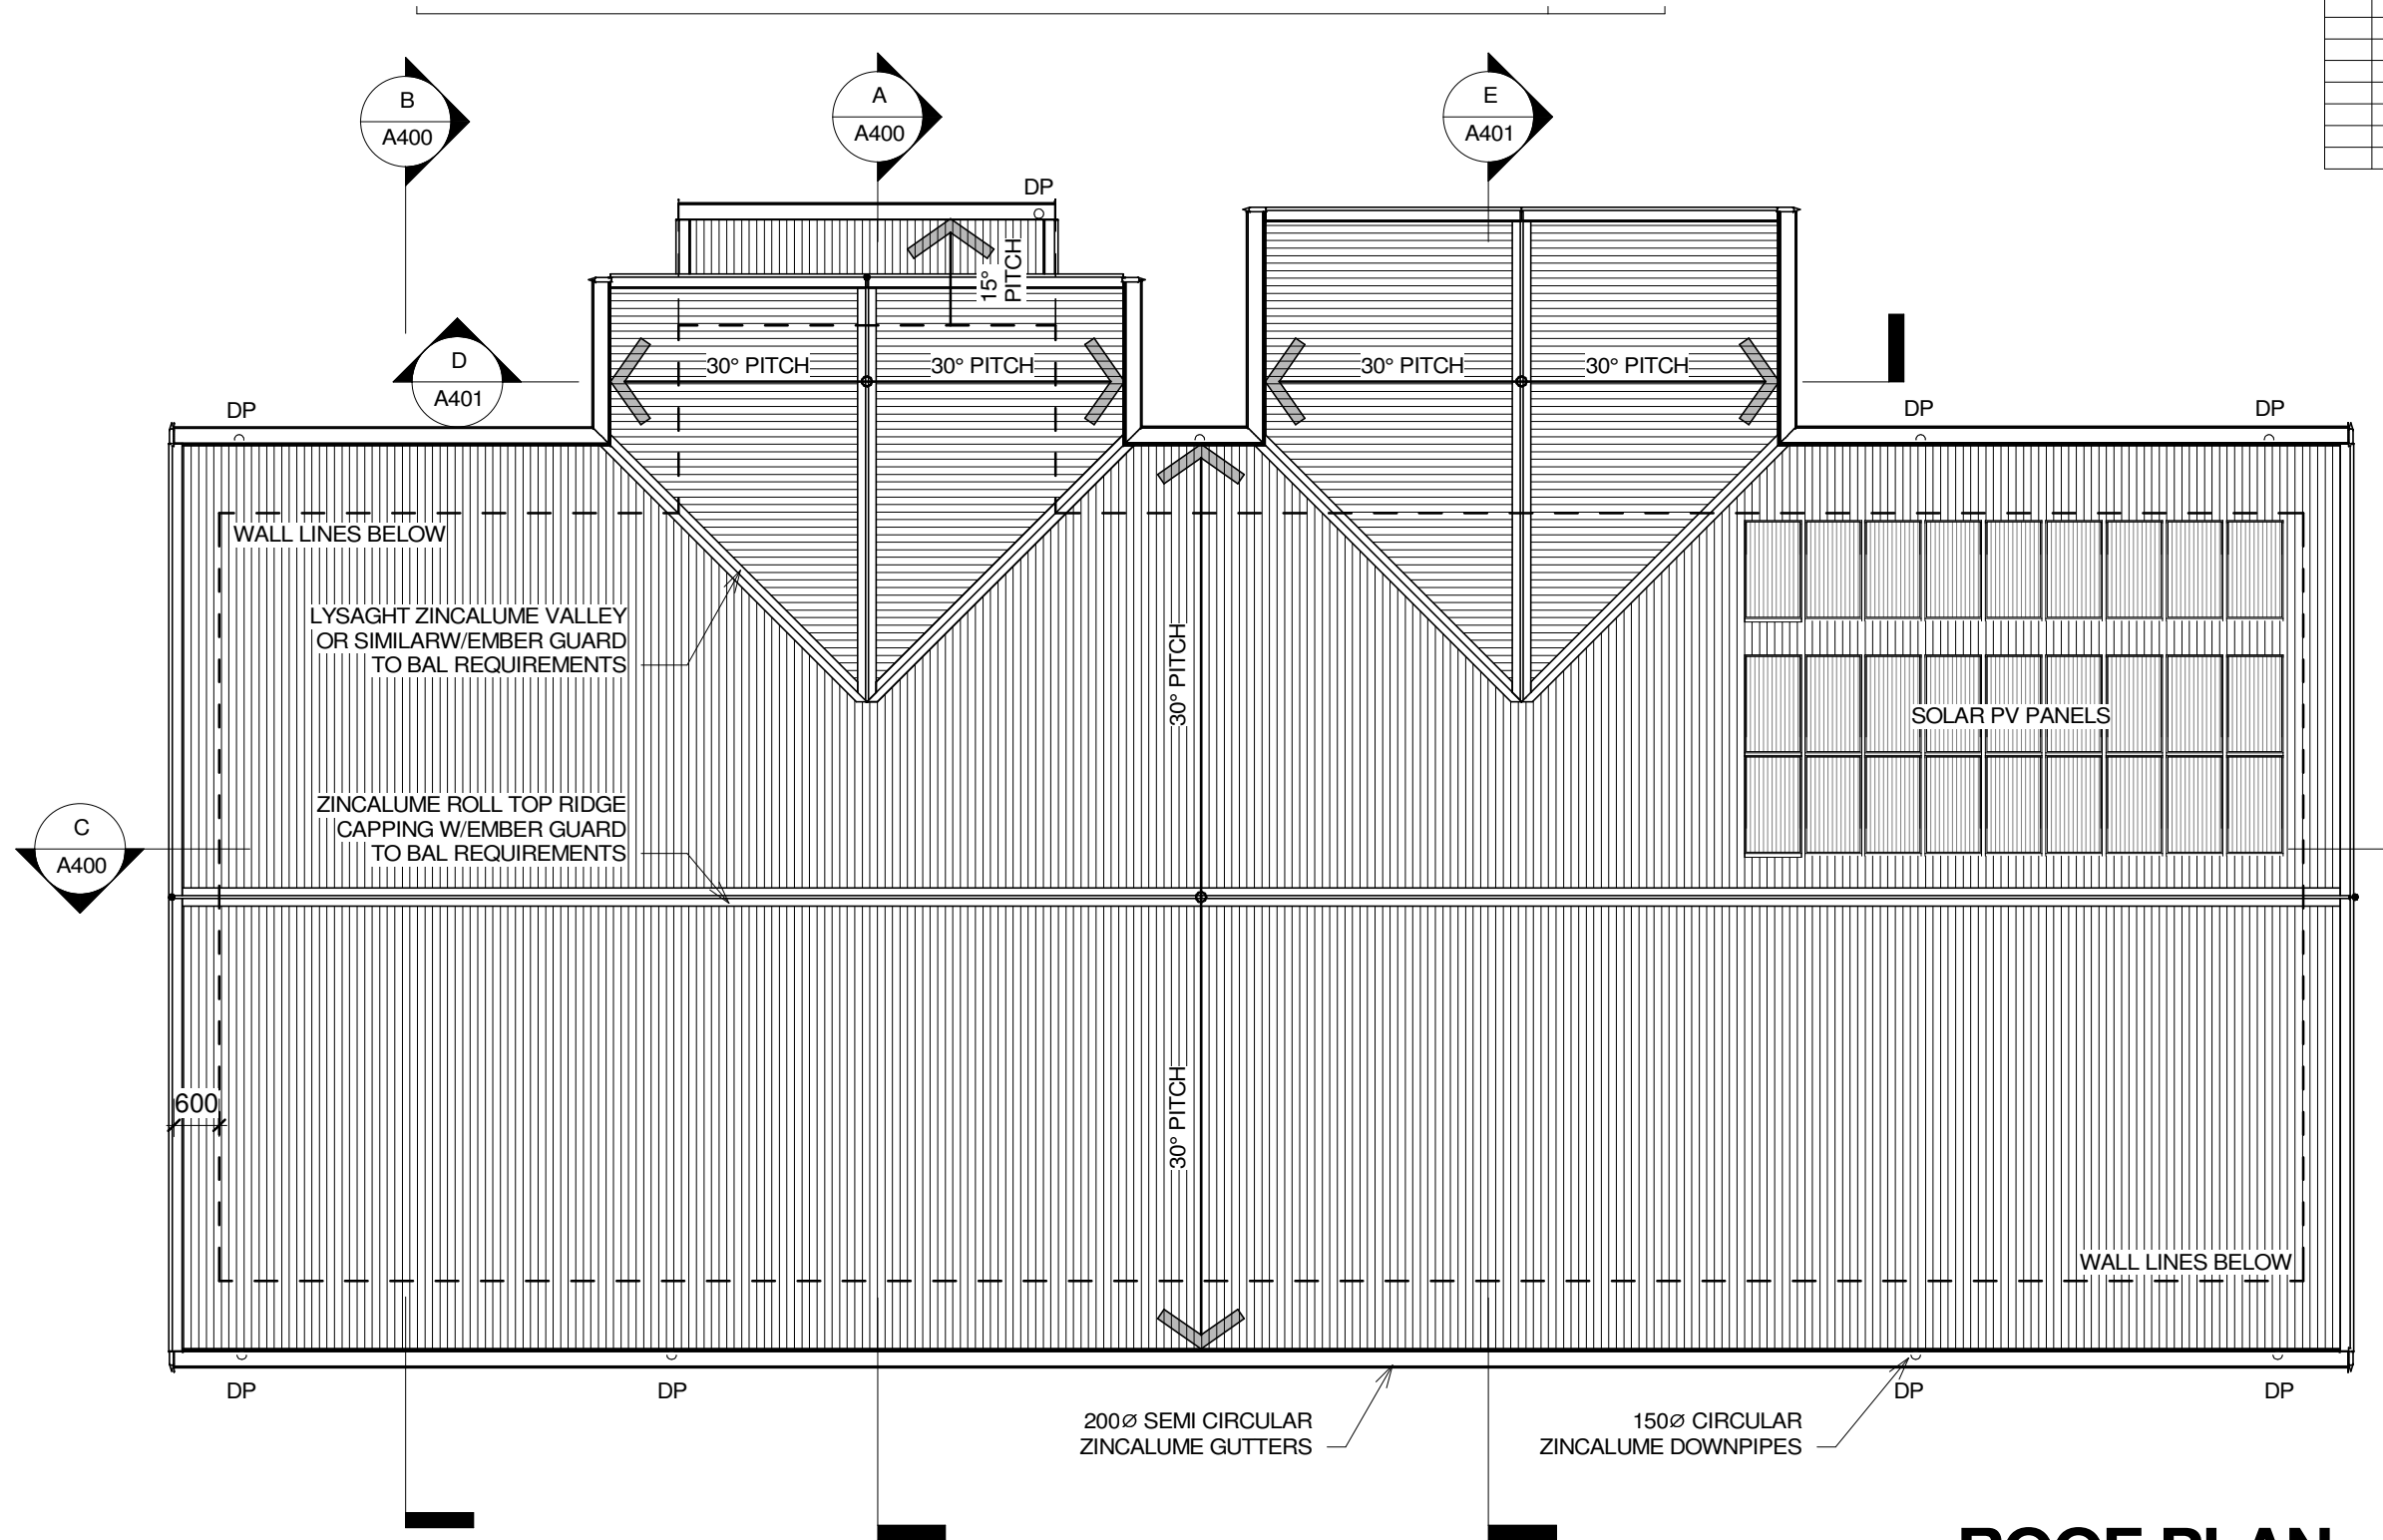 B
A400
A
A400
E
A401
DP
15°
PITCH
D
A401
30° PITCH
30° PITCH
30° PITCH
30° PITCH
DP
DP
DP
WALL LINES BELOW
LYSAGHT ZINCALUME VALLEY
OR SIMILARW/EMBER GUARD
TO BAL REQUIREMENTS
30° PITCH
SOLAR PV PANELS
ZINCALUME ROLL TOP RIDGE
CAPPING W/EMBER GUARD
TO BAL REQUIREMENTS
C
A400
600
30° PITCH
WALL LINES BELOW
DP
DP
DP
DP
200Ø SEMI CIRCULAR
ZINCALUME GUTTERS
150Ø CIRCULAR
ZINCALUME DOWNPIPES
ROOF PLAN